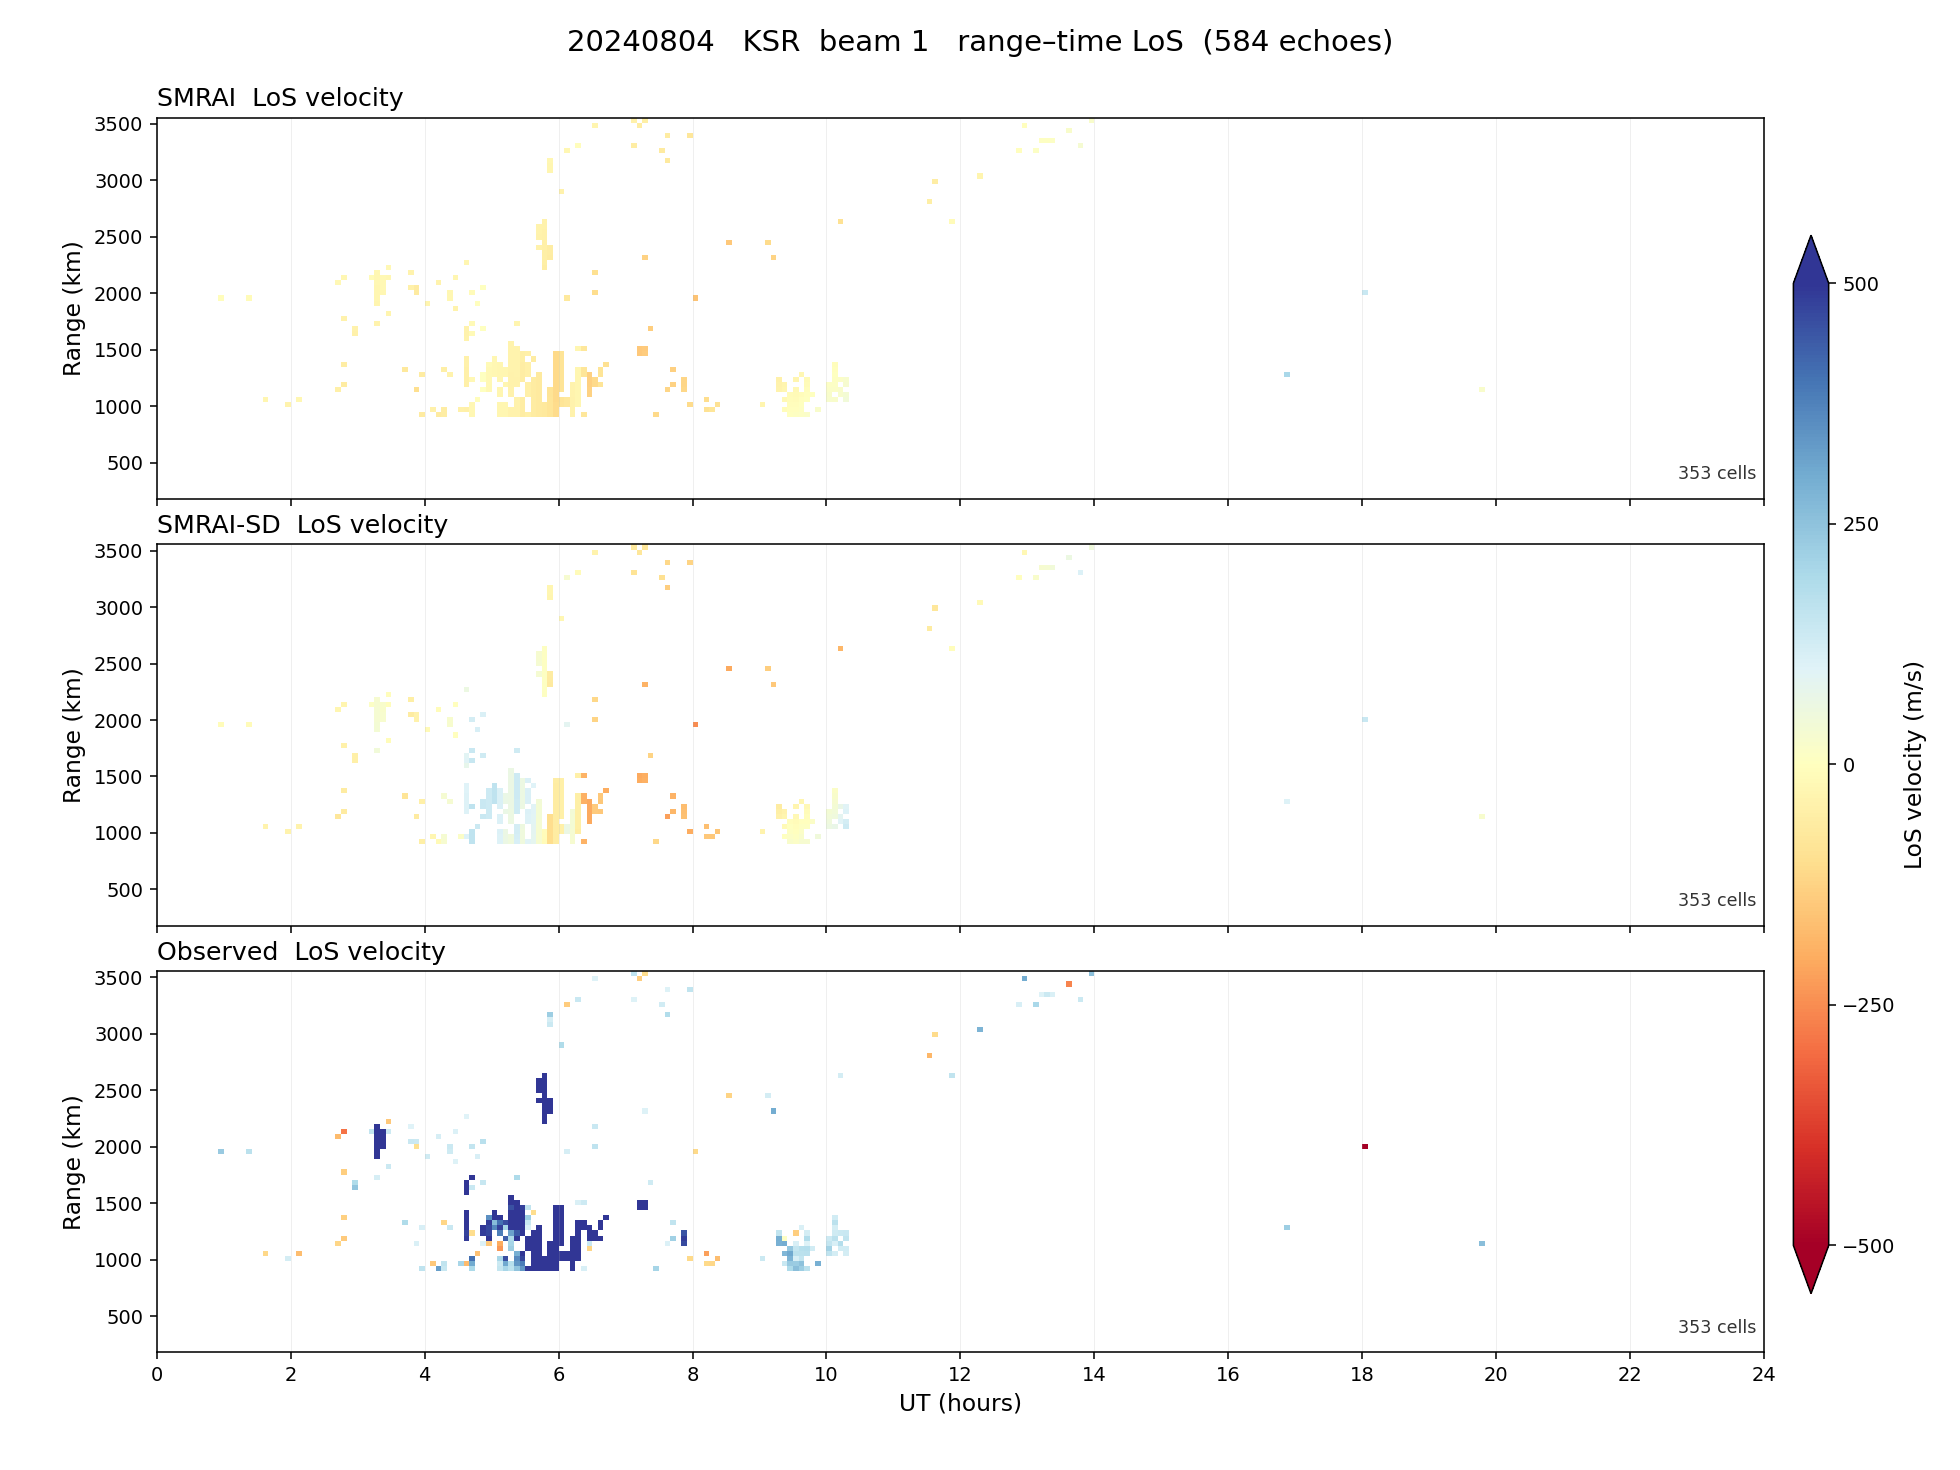 20240804   KSR  beam 1   range–time LoS  (584 echoes)
SMRAI  LoS velocity
3500
3000
2500
2000
1500
1000
500
Range (km)
353 cells
SMRAI-SD  LoS velocity
3500
3000
2500
2000
1500
1000
500
Range (km)
353 cells
Observed  LoS velocity
3500
3000
2500
2000
1500
1000
500
Range (km)
353 cells
0 2 4 6 8 10 12 14 16 18 20 22 24
UT (hours)
500
250
0
−250
−500
LoS velocity (m/s)